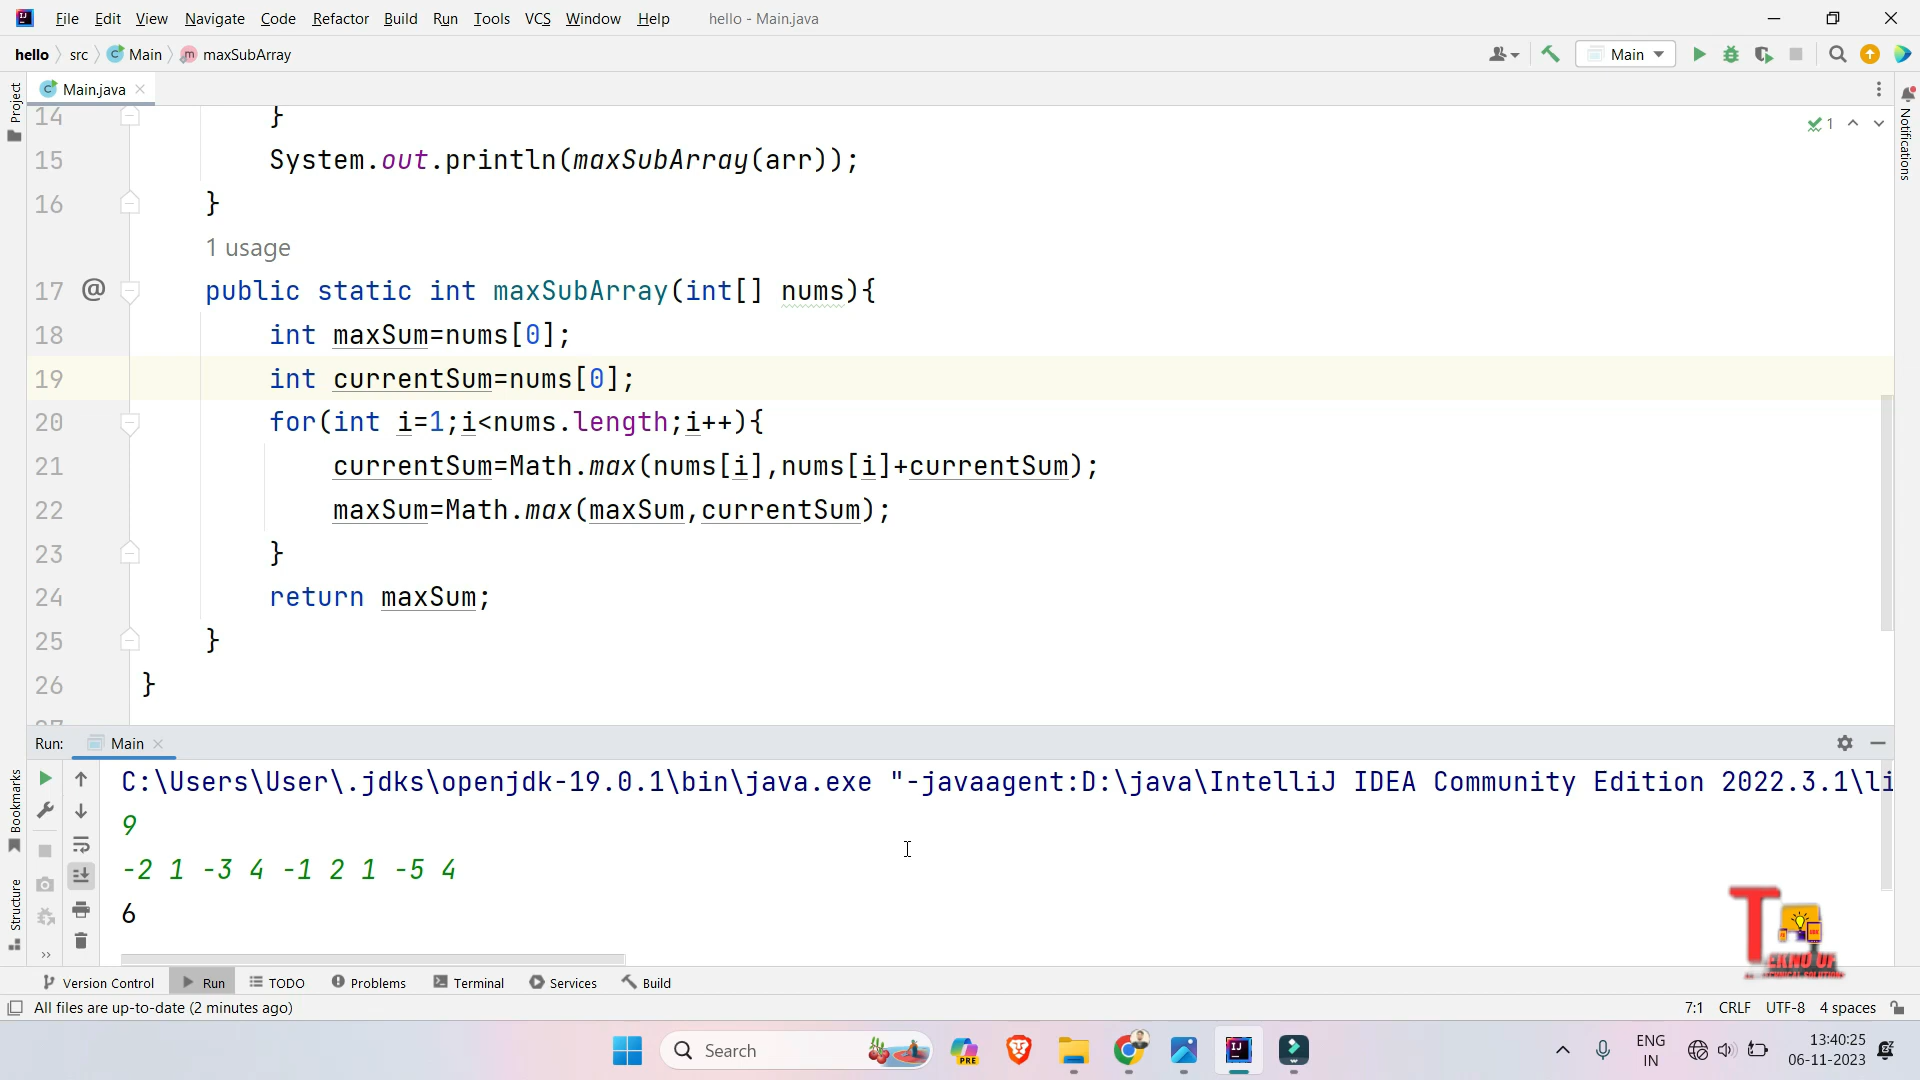 File Edit View Navigate Code Refactor Build Run Tools VCS Window Help hello - Main.java
hello src Main maxSubArray
Main
Project
Main.java
Notifications
1
14 }
15 System.out.println(maxSubArray(arr));
16 }
1 usage
17 @ public static int maxSubArray(int[] nums){
18 int maxSum=nums[0];
19 int currentSum=nums[0];
20 for(int i=1;i<nums.length;i++){
21 currentSum=Math.max(nums[i],nums[i]+currentSum);
22 maxSum=Math.max(maxSum,currentSum);
23 }
24 return maxSum;
25 }
26 }
27
Run: Main
Bookmarks
Structure
C:\Users\User\.jdks\openjdk-19.0.1\bin\java.exe "-javaagent:D:\java\IntelliJ IDEA Community Edition 2022.3.1\li
9
-2 1 -3 4 -1 2 1 -5 4
6
Version Control Run TODO Problems Terminal Services Build
All files are up-to-date (2 minutes ago) 7:1 CRLF UTF-8 4 spaces
Search PRE ENG 13:40:25
IN 06-11-2023